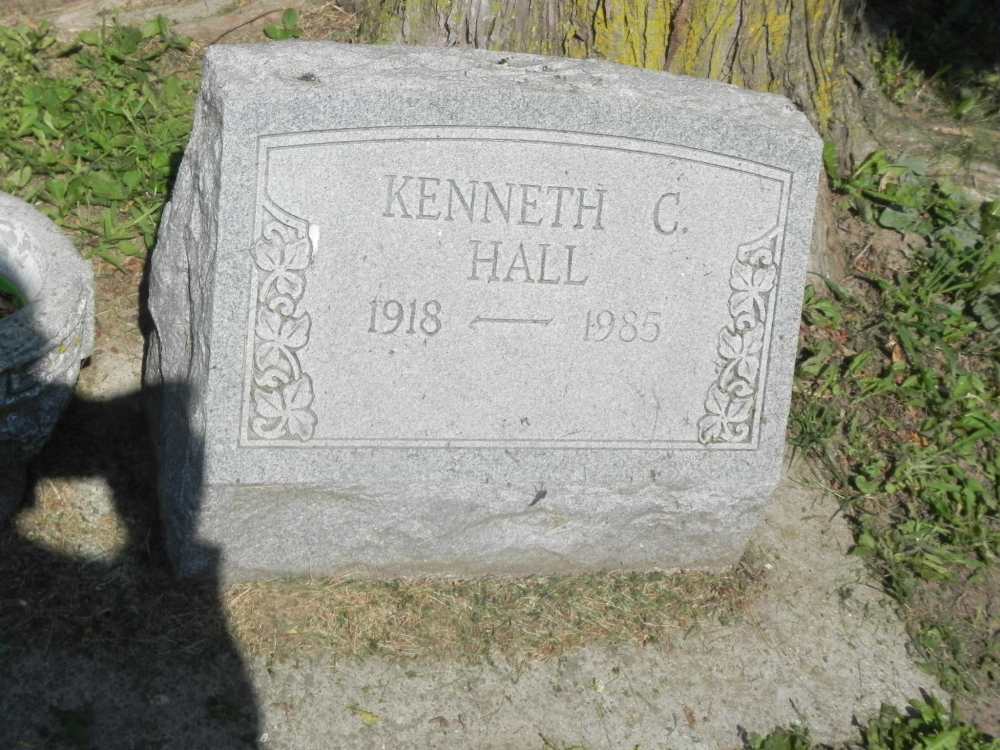 KENNETH C.
HALL
1918 — 1985